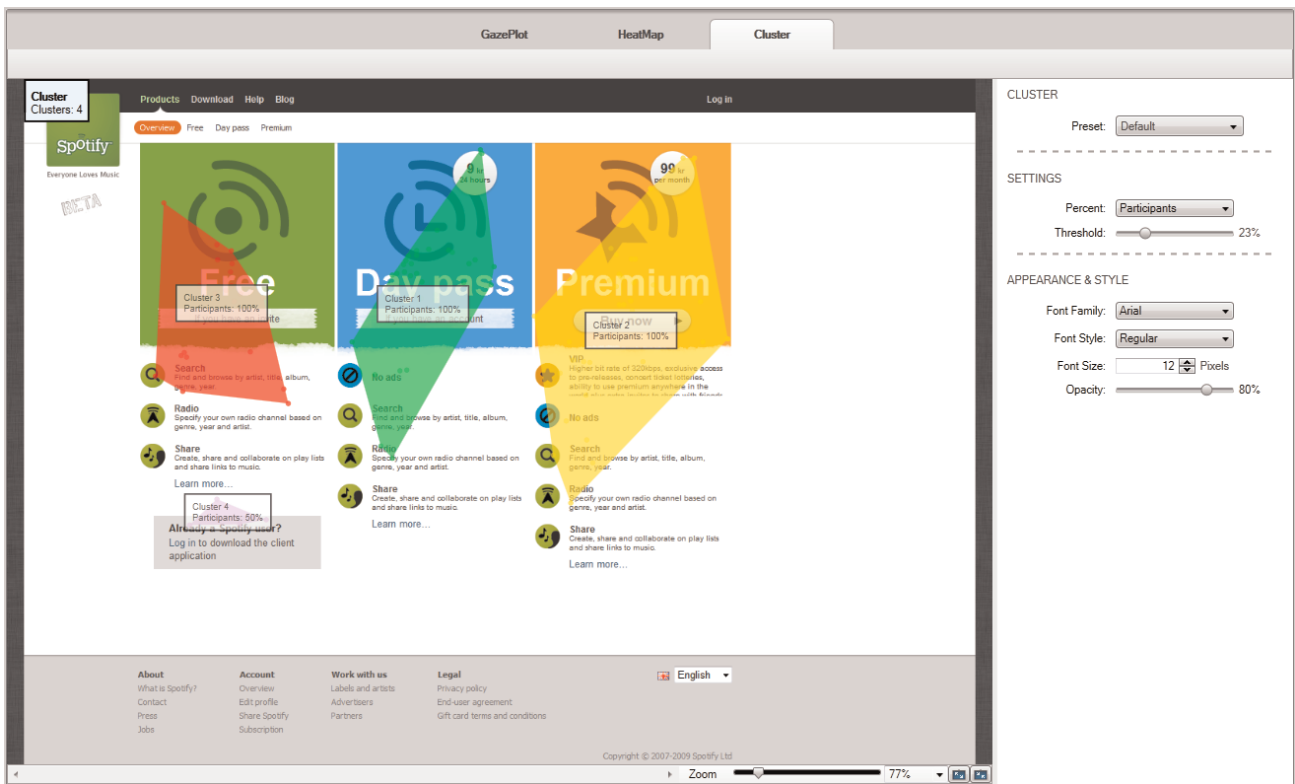 GazePlot HeatMap Cluster
Cluster
Clusters: 4
Products Download Help Blog Log in
Overview Free Day pass Premium
Spotify
Everyone Loves Music
BETA
9 kr
24 hours
99 kr
per month
Free
Day pass
Premium
Cluster 3
Participants: 100%
if you have an invite
Cluster 1
Participants: 100%
if you have an account
Buy now
Cluster 2
Participants: 100%
Search
Find and browse by artist, title, album,
genre, year.
Radio
Specify your own radio channel based on
genre, year and artist.
Share
Create, share and collaborate on play lists
and share links to music.
Learn more...
Cluster 4
Participants: 50%
Already a Spotify user?
Log in to download the client
application
No ads
Search
Find and browse by artist, title, album,
genre, year.
Radio
Specify your own radio channel based on
genre, year and artist.
Share
Create, share and collaborate on play lists
and share links to music.
Learn more...
VIP
Higher bit rate of 320kbps, exclusive access
to pre-releases, concert ticket lotteries,
ability to use premium anywhere in the
No ads
Search
Find and browse by artist, title, album,
genre, year.
Radio
Specify your own radio channel based on
genre, year and artist.
Share
Create, share and collaborate on play lists
and share links to music.
Learn more...
About Account Work with us Legal English
What is Spotify? Overview Labels and artists Privacy policy
Contact Edit profile Advertisers End-user agreement
Press Share Spotify Partners Gift card terms and conditions
Jobs Subscription
Copyright © 2007-2009 Spotify Ltd
Zoom 77%
CLUSTER
Preset: Default
SETTINGS
Percent: Participants
Threshold: 23%
APPEARANCE & STYLE
Font Family: Arial
Font Style: Regular
Font Size: 12 Pixels
Opacity: 80%